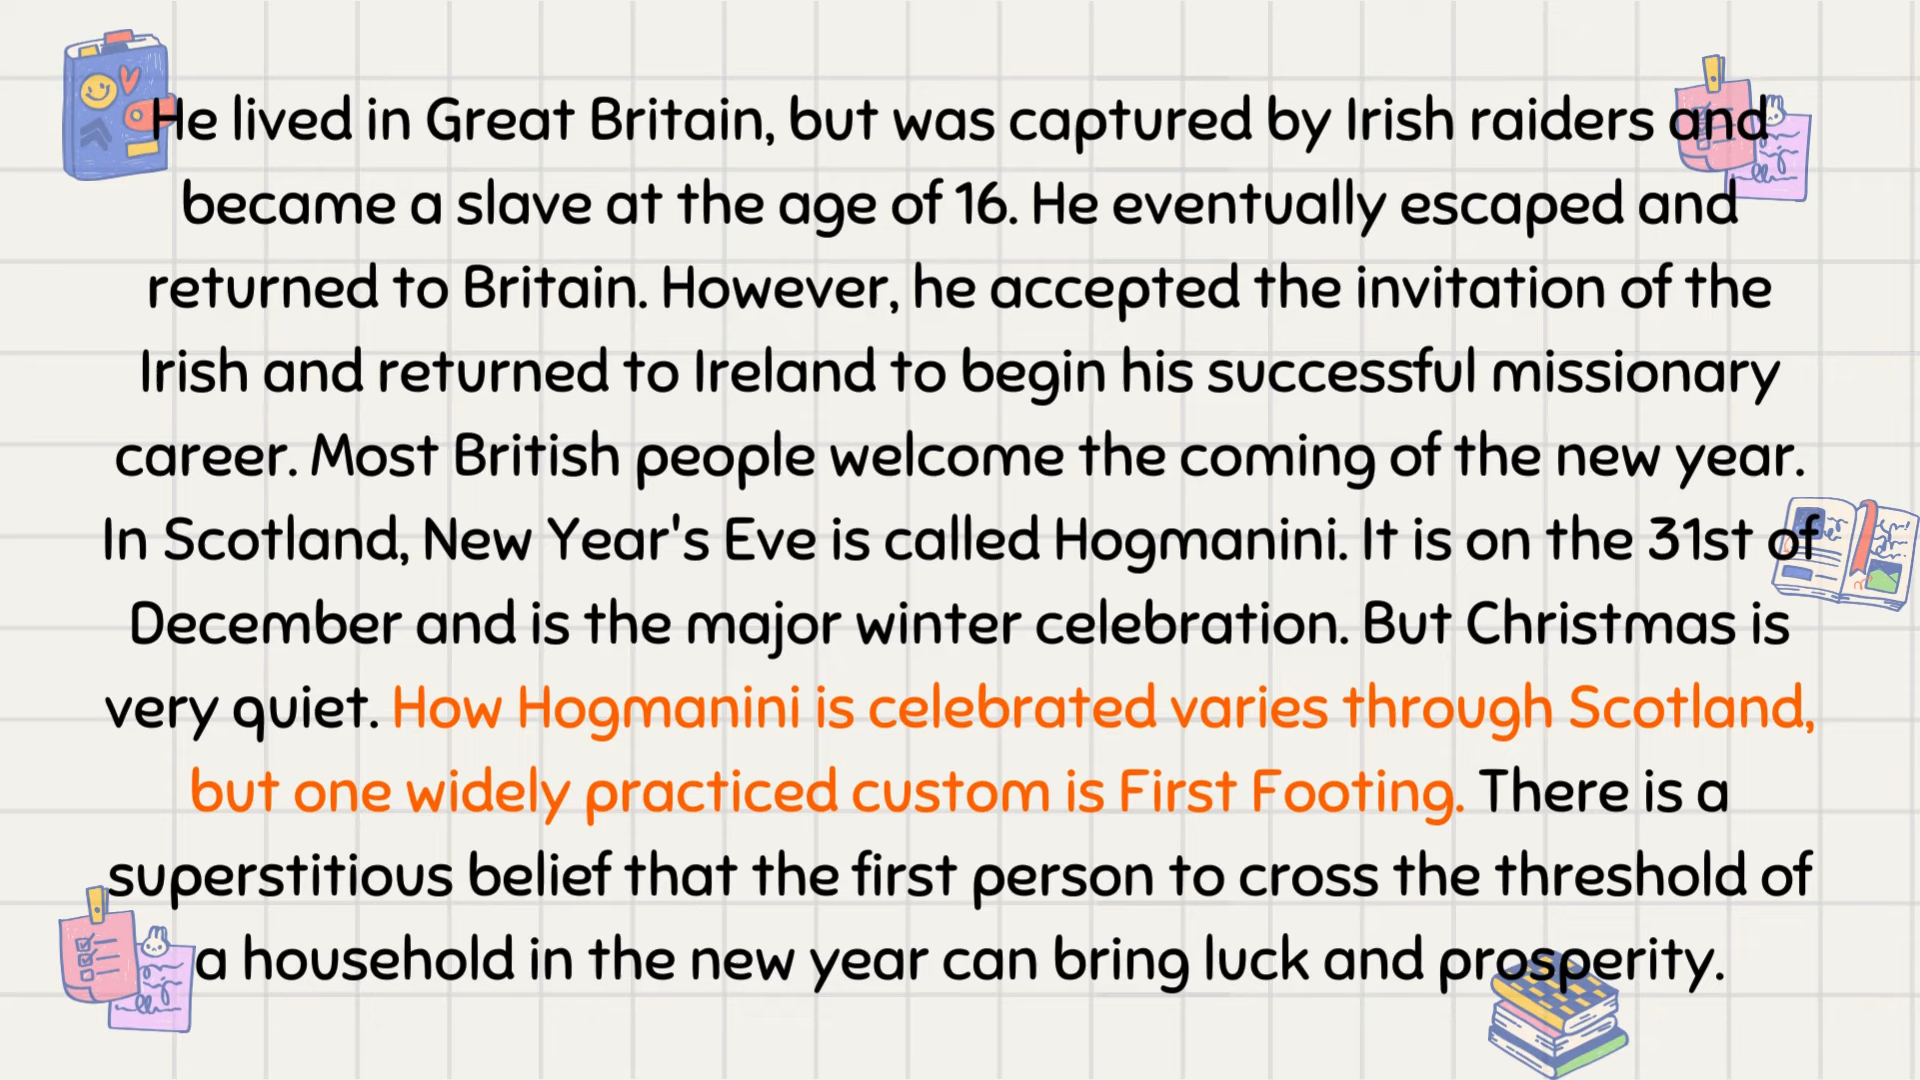 He lived in Great Britain, but was captured by Irish raiders and
became a slave at the age of 16. He eventually escaped and
returned to Britain. However, he accepted the invitation of the
Irish and returned to Ireland to begin his successful missionary
career. Most British people welcome the coming of the new year.
In Scotland, New Year's Eve is called Hogmanini. It is on the 31st of
December and is the major winter celebration. But Christmas is
very quiet. How Hogmanini is celebrated varies through Scotland,
but one widely practiced custom is First Footing. There is a
superstitious belief that the first person to cross the threshold of
a household in the new year can bring luck and prosperity.